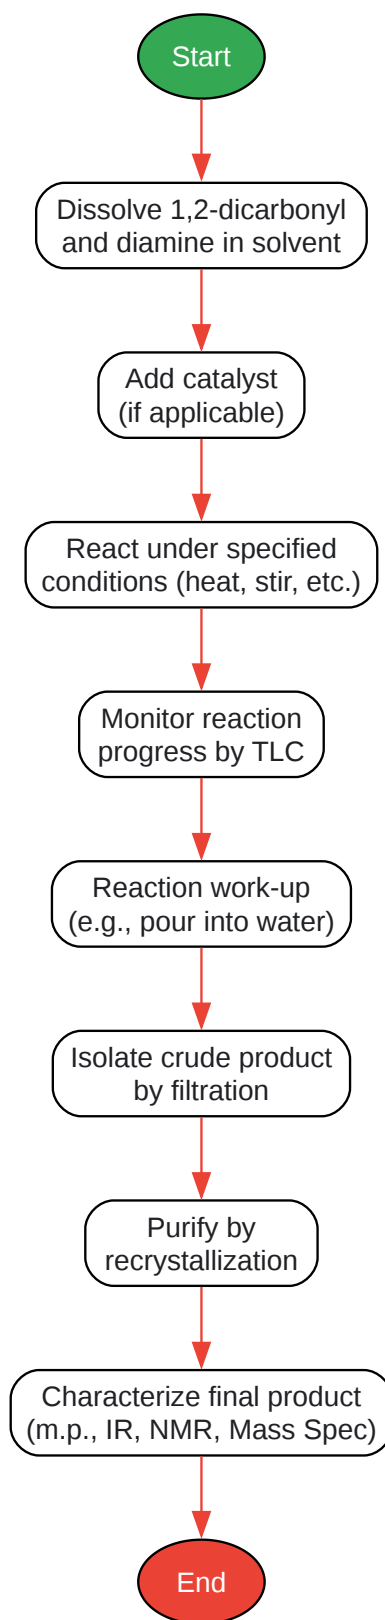 Start
Dissolve 1,2-dicarbonyl
and diamine in solvent
Add catalyst
(if applicable)
React under specified
conditions (heat, stir, etc.)
Monitor reaction
progress by TLC
Reaction work-up
(e.g., pour into water)
Isolate crude product
by filtration
Purify by
recrystallization
Characterize final product
(m.p., IR, NMR, Mass Spec)
End